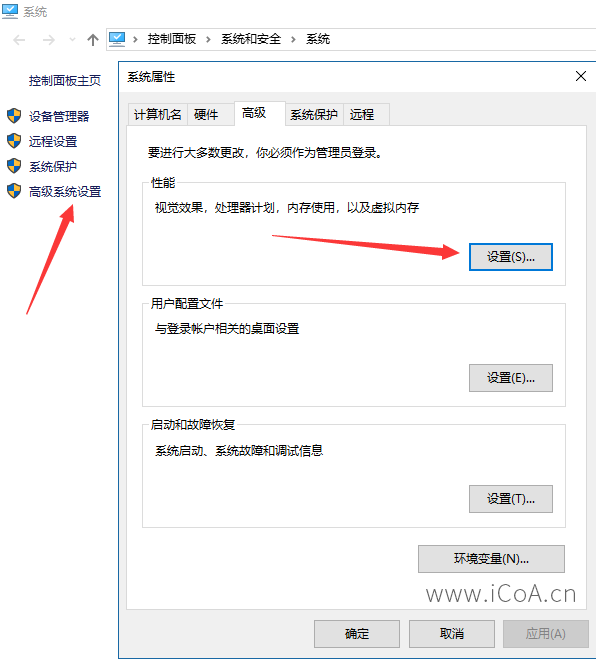 系统
控制面板 系统和安全 系统
控制面板主页
设备管理器
远程设置
系统保护
高级系统设置
系统属性
计算机名 硬件 高级 系统保护 远程
要进行大多数更改，你必须作为管理员登录。
性能
视觉效果，处理器计划，内存使用，以及虚拟内存
设置(S)...
用户配置文件
与登录帐户相关的桌面设置
设置(E)...
启动和故障恢复
系统启动、系统故障和调试信息
设置(T)...
环境变量(N)...
www.iCoA.cn
确定 取消 应用(A)